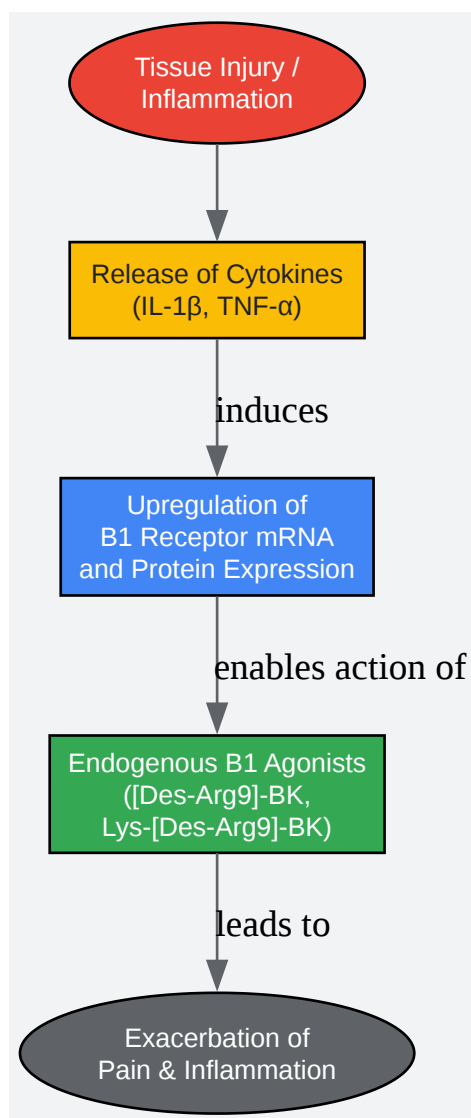 Tissue Injury /
Inflammation
Release of Cytokines
(IL-1β, TNF-α)
induces
Upregulation of
B1 Receptor mRNA
and Protein Expression
enables action of
Endogenous B1 Agonists
([Des-Arg9]-BK,
Lys-[Des-Arg9]-BK)
leads to
Exacerbation of
Pain & Inflammation